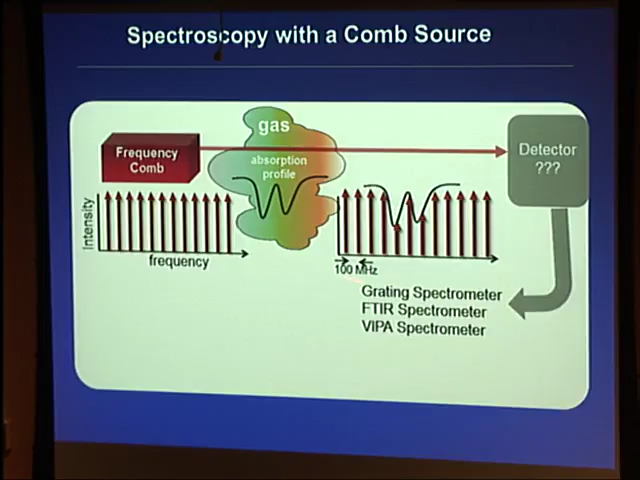 Spectroscopy with a Comb Source
gas
Frequency
Comb
absorption
profile
Detector
???
Intensity
frequency
100 MHz
Grating Spectrometer
FTIR Spectrometer
VIPA Spectrometer